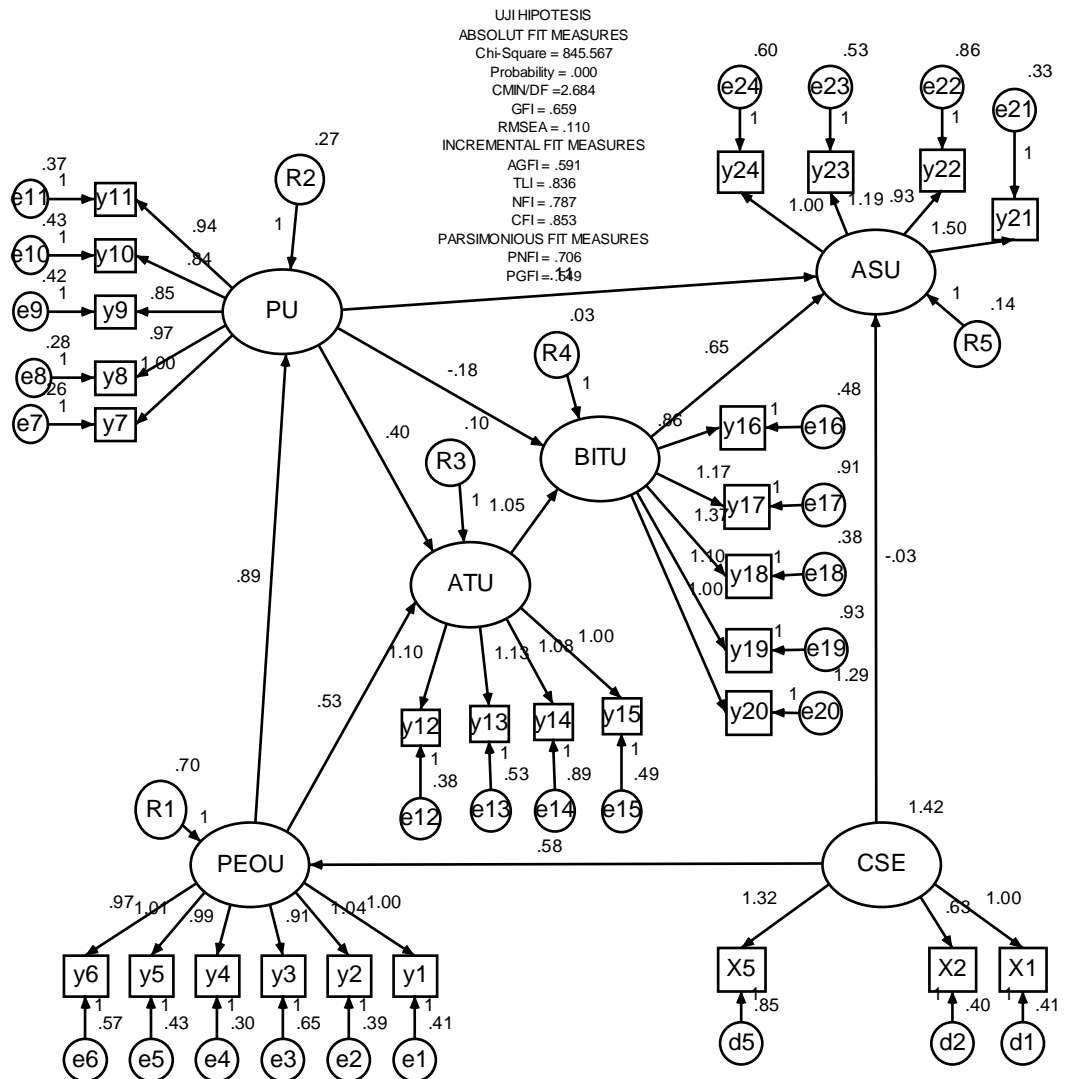 UJI HIPOTESIS
ABSOLUT FIT MEASURES
Chi-Square = 845.567
Probability = .000
CMIN/DF =2.684
GFI = .659
RMSEA = .110
INCREMENTAL FIT MEASURES
AGFI = .591
TLI = .836
NFI = .787
CFI = .853
PARSIMONIOUS FIT MEASURES
PNFI = .706
PGFI =
.60 .53 .86 .33
e24 e23 e22 e21
1 1 1 1
y24 y23 y22 y21
1.00 1.19 .93 1.50
ASU
1 .14
R5
.27
R2
1
.37
e11 1 y11 .94
.43
e10 1 y10 .84
.42
e9 1 y9 .85
.28
e8 1 y8 .97
.26
e7 1 y7 1.00
PU
.11
.03
R4
1
.65
-.18
.10
.40
R3
1
1.05
BITU
.86 y16 1 e16 .48
1.17 y17 1 e17 .91
1.37 y18 1 e18 .38
1.10 y19 1 e19 .93
1.00 y20 1 e20 1.29
-.03
ATU
.89
.53
1.10 1.13 1.08 1.00
y12 y13 y14 y15
1 1 1 1
.38 .53 .89 .49
e12 e13 e14 e15
.70
R1
1
PEOU
.58
1.42
CSE
.97 1.01 .99 .91 1.04 1.00
y6 y5 y4 y3 y2 y1
1 1 1 1 1 1
.57 .43 .30 .65 .39 .41
e6 e5 e4 e3 e2 e1
1.32 .63 1.00
X5 X2 X1
1 1 1
.85 .40 .41
d5 d2 d1